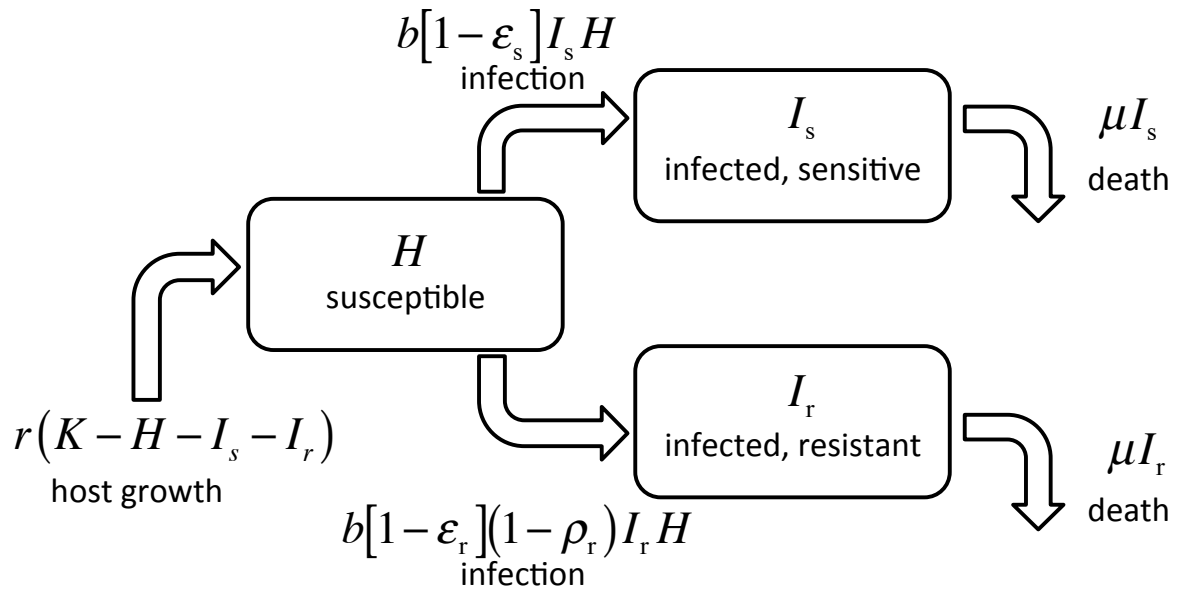 b[1−ε_s]I_s H
infection
I_s
infected, sensitive
μI_s
death
H
susceptible
r(K−H−I_s−I_r)
host growth
I_r
infected, resistant
μI_r
death
b[1−ε_r](1−ρ_r)I_r H
infection